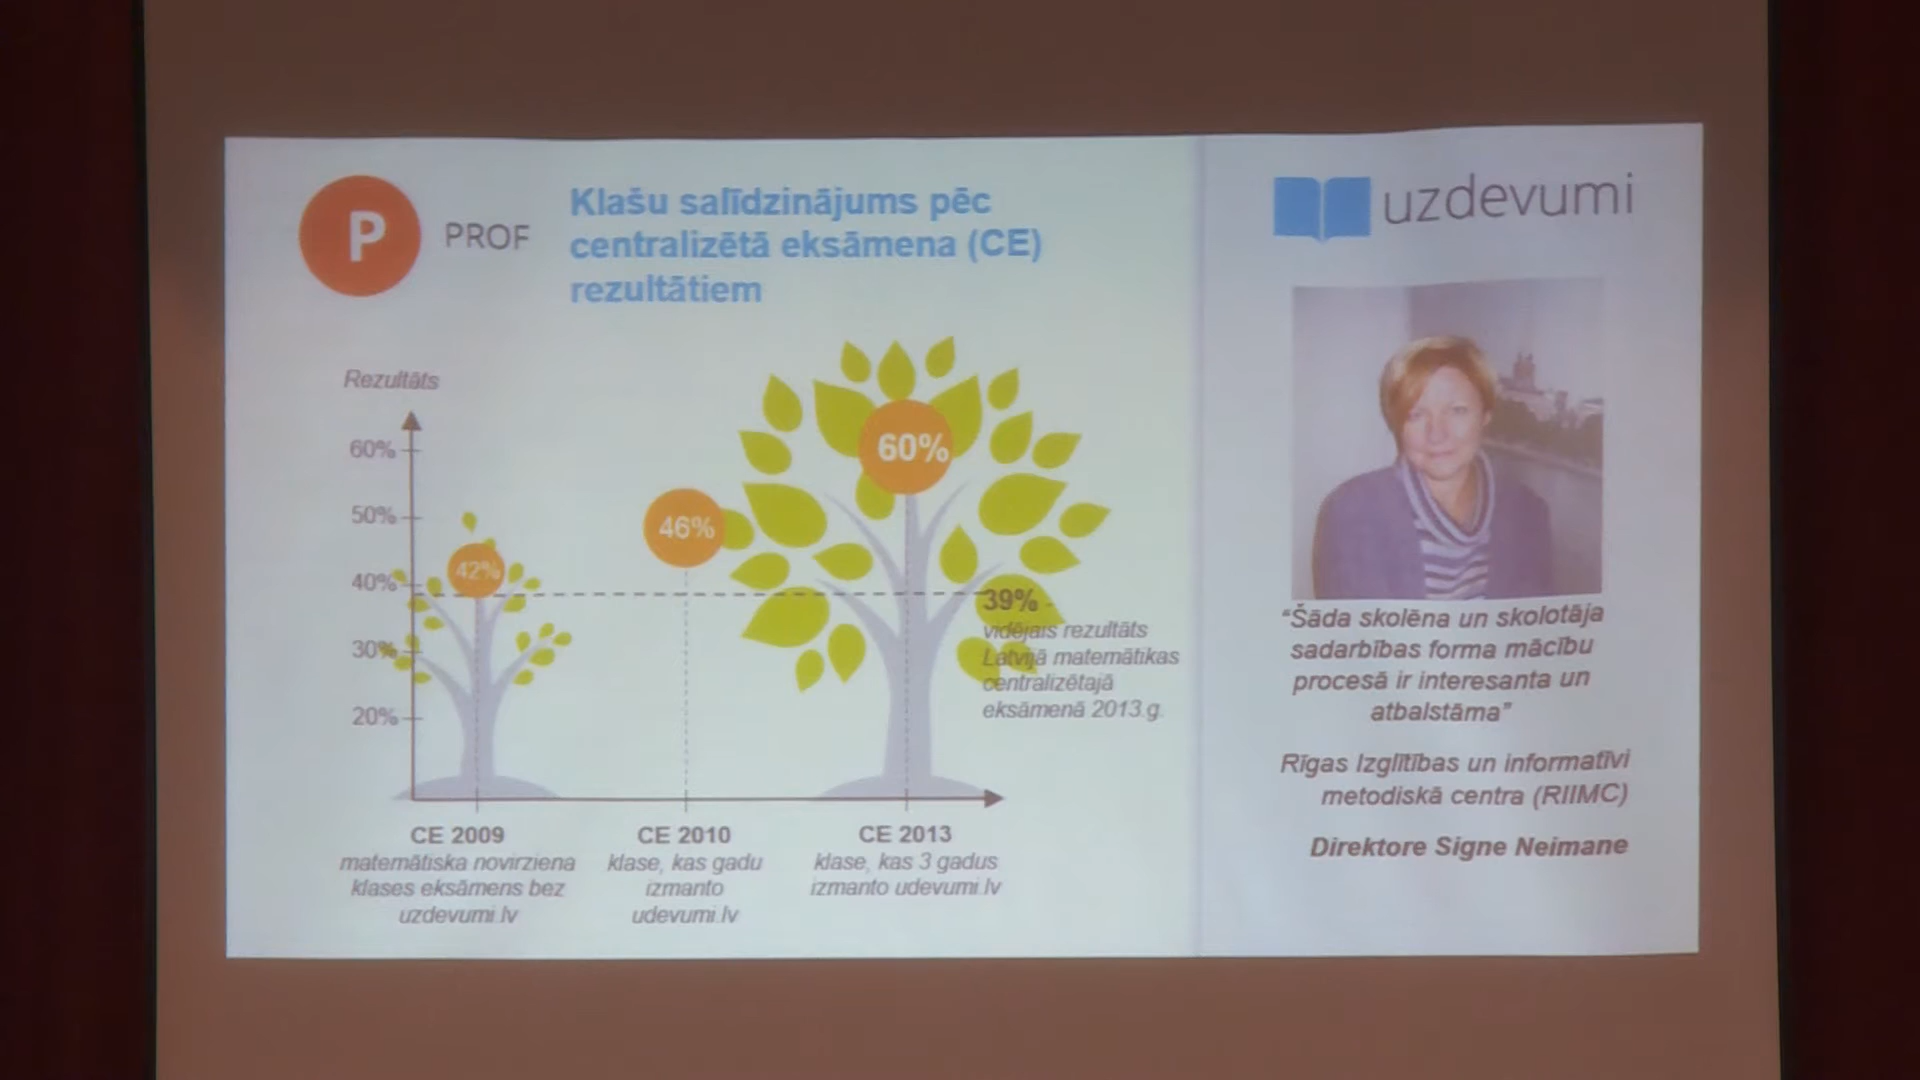 P PROF
Klašu salīdzinājums pēc
centralizētā eksāmena (CE)
rezultātiem
Rezultāts
60%
50%
40%
30%
20%
42%
46%
60%
39%
vidējais rezultāts
Latvijā matemātikas
centralizētajā
eksāmenā 2013.g.
CE 2009
matemātiska novirziena
klases eksāmens bez
uzdevumi.lv
CE 2010
klase, kas gadu
izmanto
udevumi.lv
CE 2013
klase, kas 3 gadus
izmanto udevumi.lv
uzdevumi
“Šāda skolēna un skolotāja
sadarbības forma mācību
procesā ir interesanta un
atbalstāma”
Rīgas Izglītības un informatīvi
metodiskā centra (RIIMC)
Direktore Signe Neimane